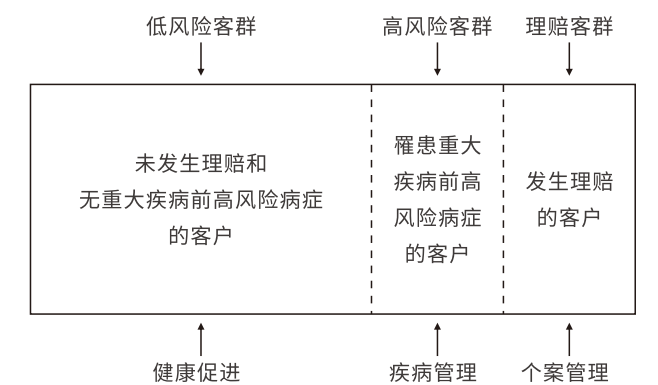 低风险客群
高风险客群
理赔客群
未发生理赔和
无重大疾病前高风险病症
的客户
罹患重大
疾病前高
风险病症
的客户
发生理赔
的客户
健康促进
疾病管理
个案管理